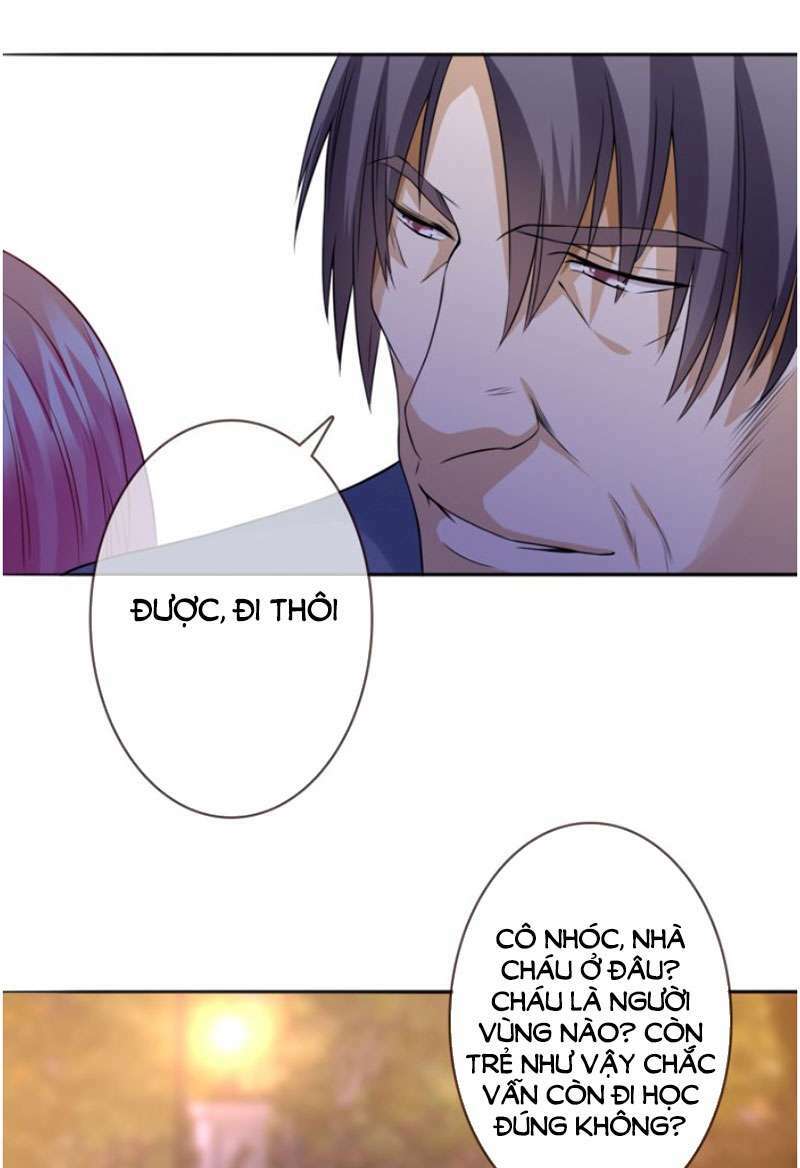 ĐƯỢC, ĐI THÔI
CÔ NHÓC, NHÀ
CHÁU Ở ĐÂU?
CHÁU LÀ NGƯỜI
VÙNG NÀO? CÒN
TRẺ NHƯ VẬY CHẮC
VẪN CÒN ĐI HỌC
ĐÚNG KHÔNG?